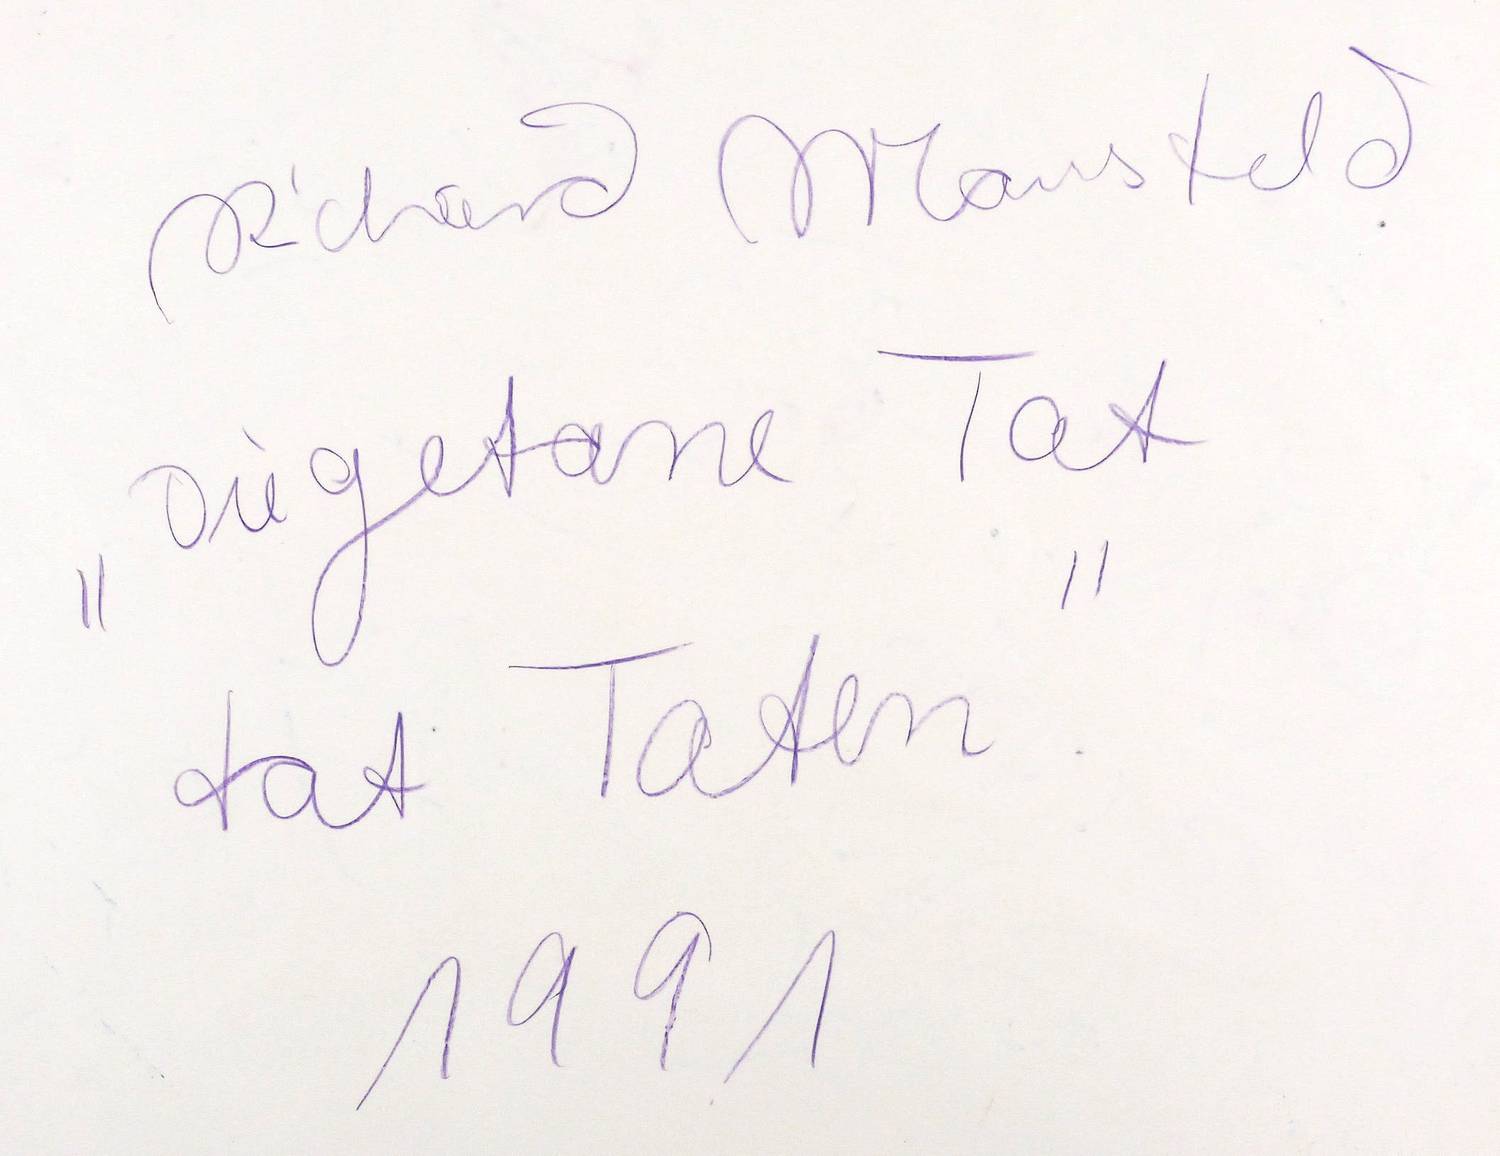 Richard Mansfeld
Die getane Tat
„ "
tat Taten
1991